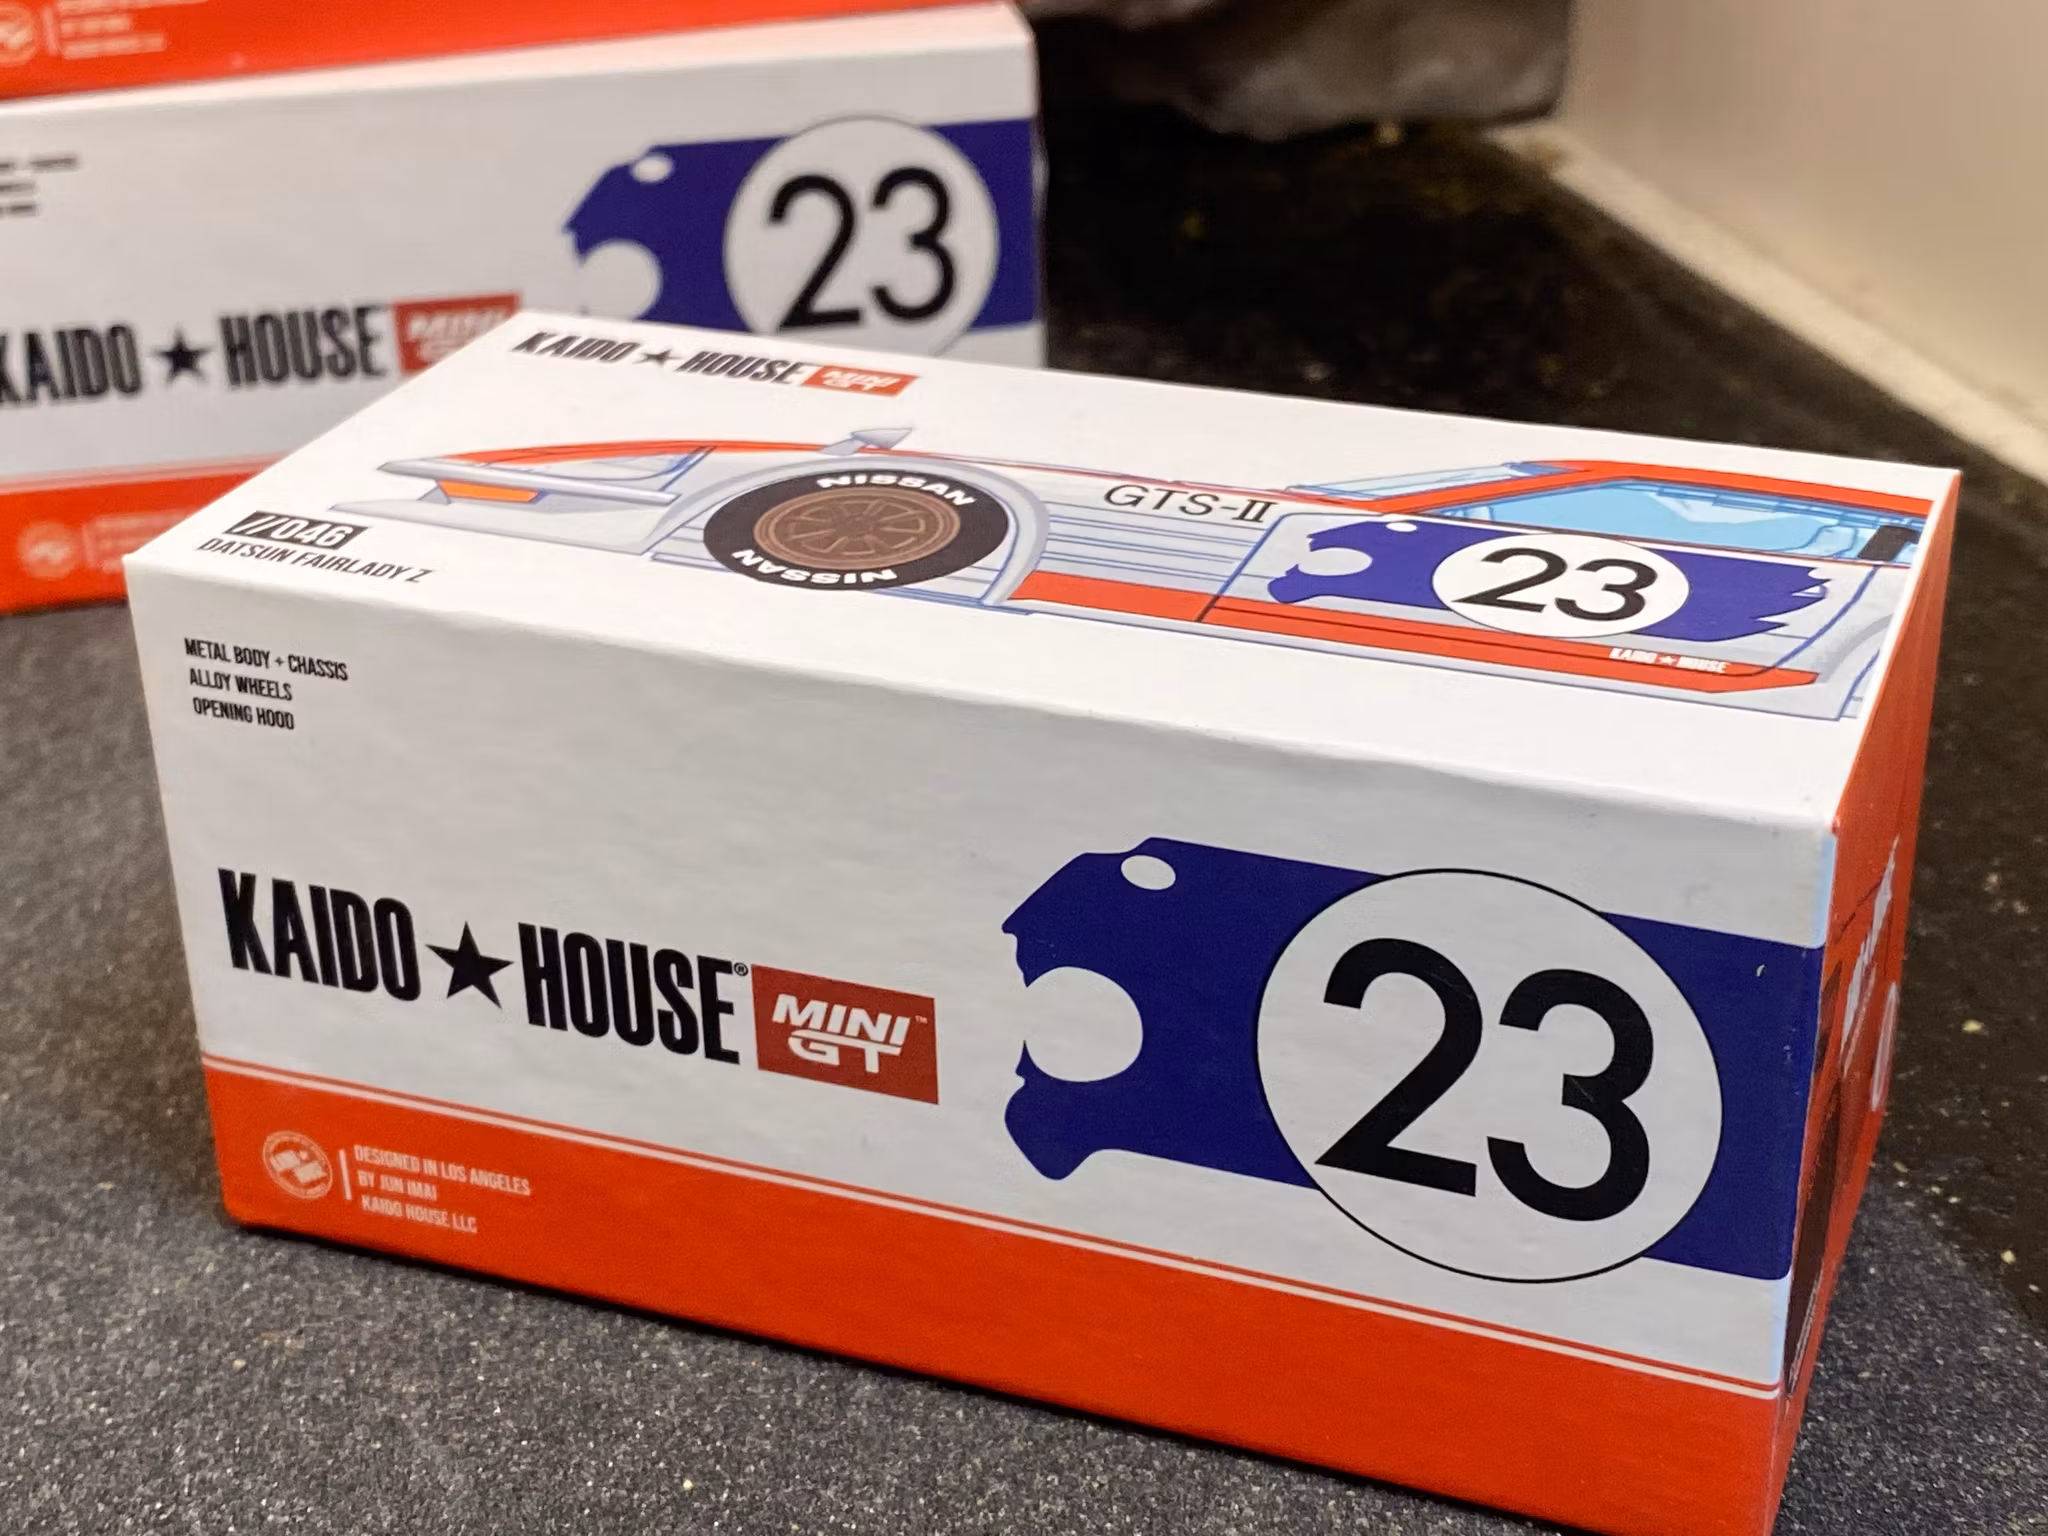 23
KAIDO ★ HOUSE MINI
KAIDO ★ HOUSE MINI GT
NISSAN
NISSAN
GTS-II
23
KAIDO ★ HOUSE
//046
DATSUN FAIRLADY Z
METAL BODY + CHASSIS
ALLOY WHEELS
OPENING HOOD
KAIDO ★ HOUSE® MINI GT™
23
DESIGNED IN LOS ANGELES
BY JUN IMAI
KAIDO HOUSE LLC